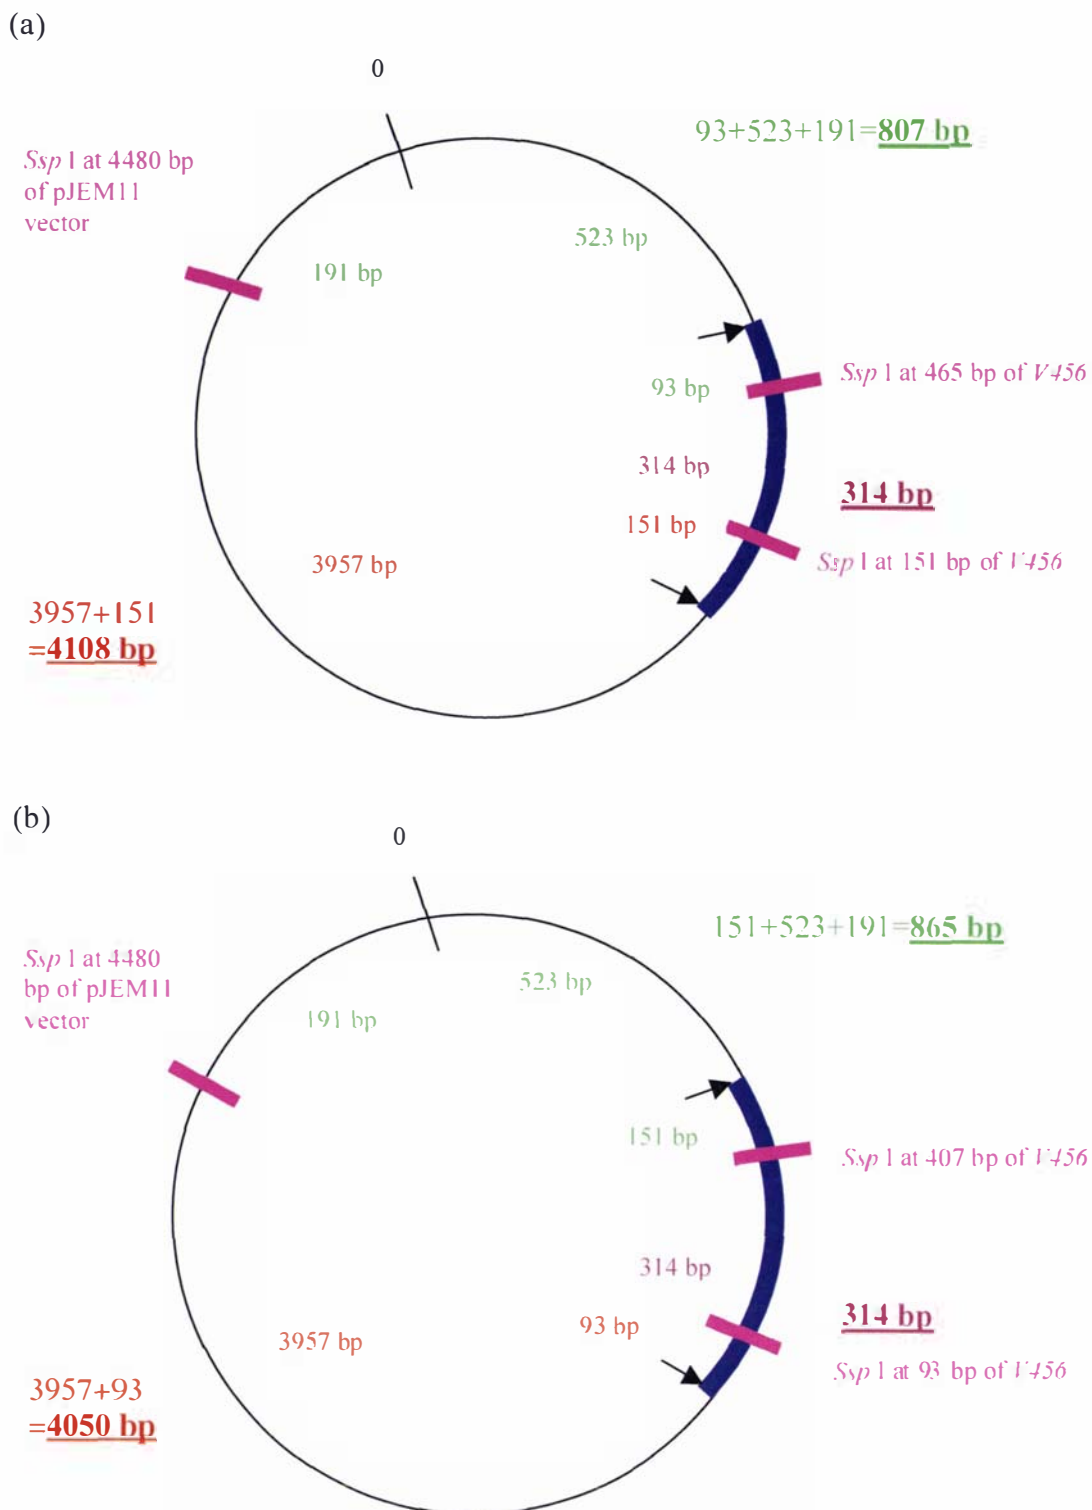 (a)
0
93+523+191=807 bp
Ssp I at 4480 bp
of pJEM11
vector
523 bp
191 bp
Ssp I at 465 bp of V456
93 bp
314 bp
314 bp
151 bp
Ssp I at 151 bp of V456
3957 bp
3957+151
=4108 bp
(b)
0
151+523+191=865 bp
Ssp I at 4480
bp of pJEM11
vector
523 bp
191 bp
151 bp
Ssp I at 407 bp of V456
314 bp
314 bp
93 bp
3957 bp
Ssp I at 93 bp of V456
3957+93
=4050 bp